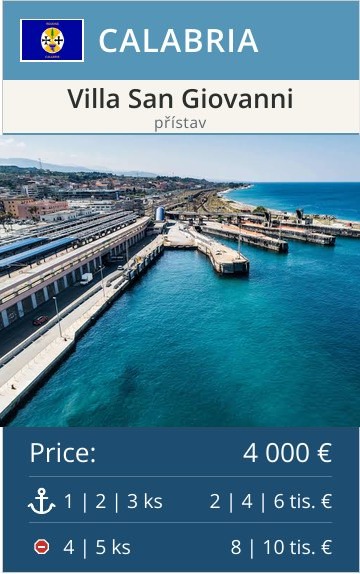 CALABRIA
Villa San Giovanni
přístav
Price: 4 000 €
1 | 2 | 3 ks 2 | 4 | 6 tis. €
4 | 5 ks 8 | 10 tis. €